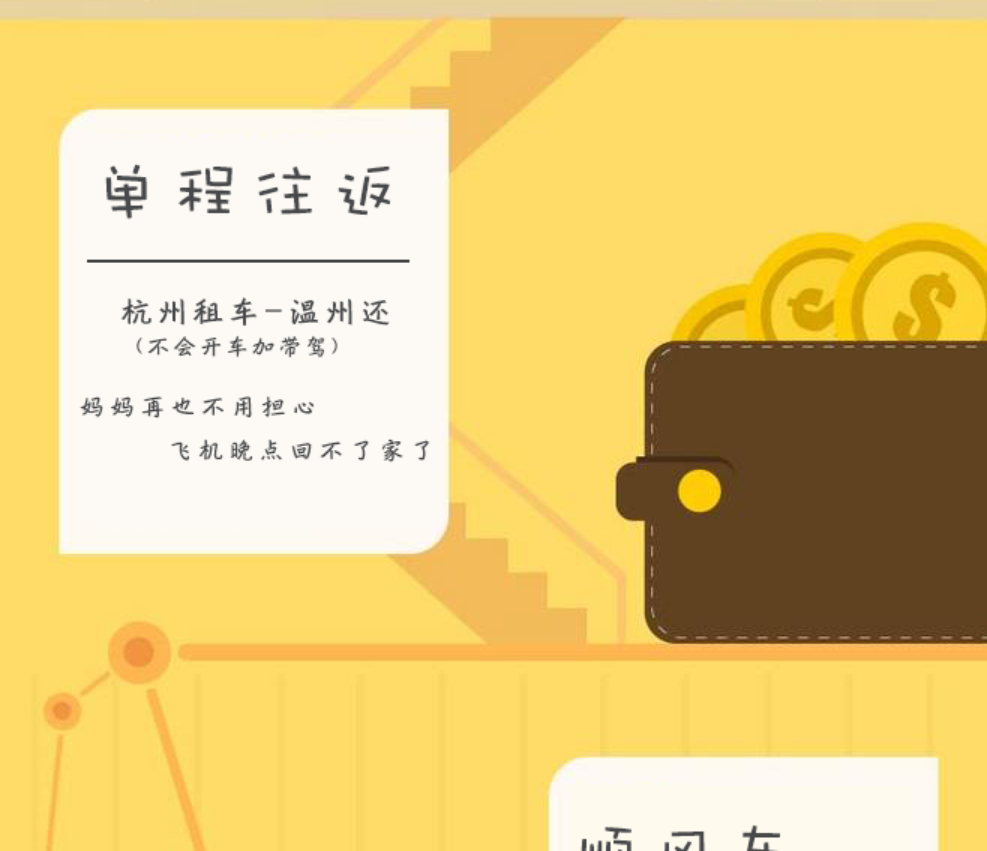 单程往返
杭州租车-温州还
（不会开车加带驾）
妈妈再也不用担心
飞机晚点回不了家了
顺风车